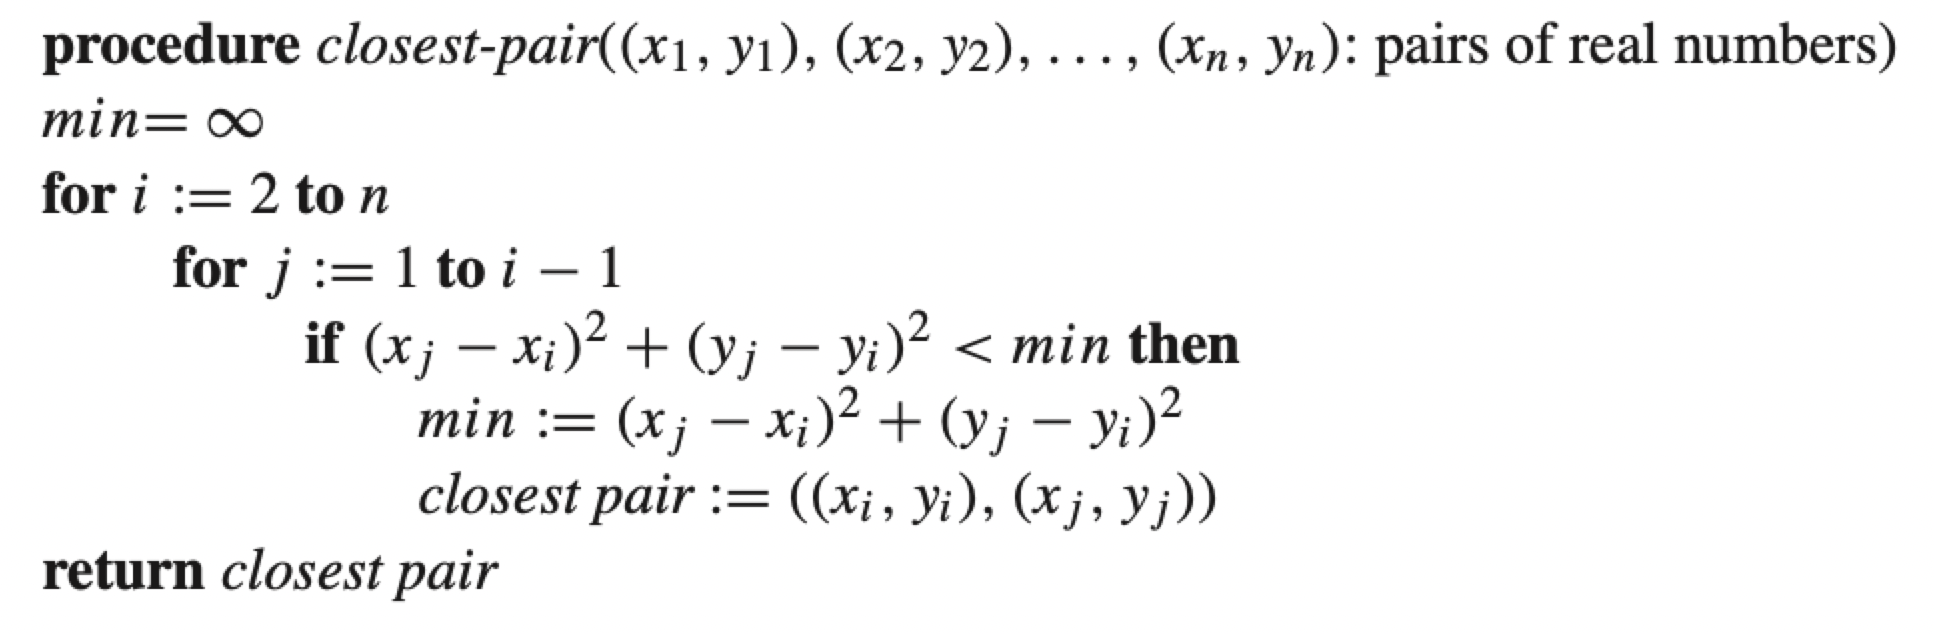 procedure closest-pair((x₁, y₁), (x₂, y₂), . . . , (xₙ, yₙ): pairs of real numbers)
min= ∞
for i := 2 to n
for j := 1 to i − 1
if (xⱼ − xᵢ)² + (yⱼ − yᵢ)² < min then
min := (xⱼ − xᵢ)² + (yⱼ − yᵢ)²
closest pair := ((xᵢ, yᵢ), (xⱼ, yⱼ))
return closest pair